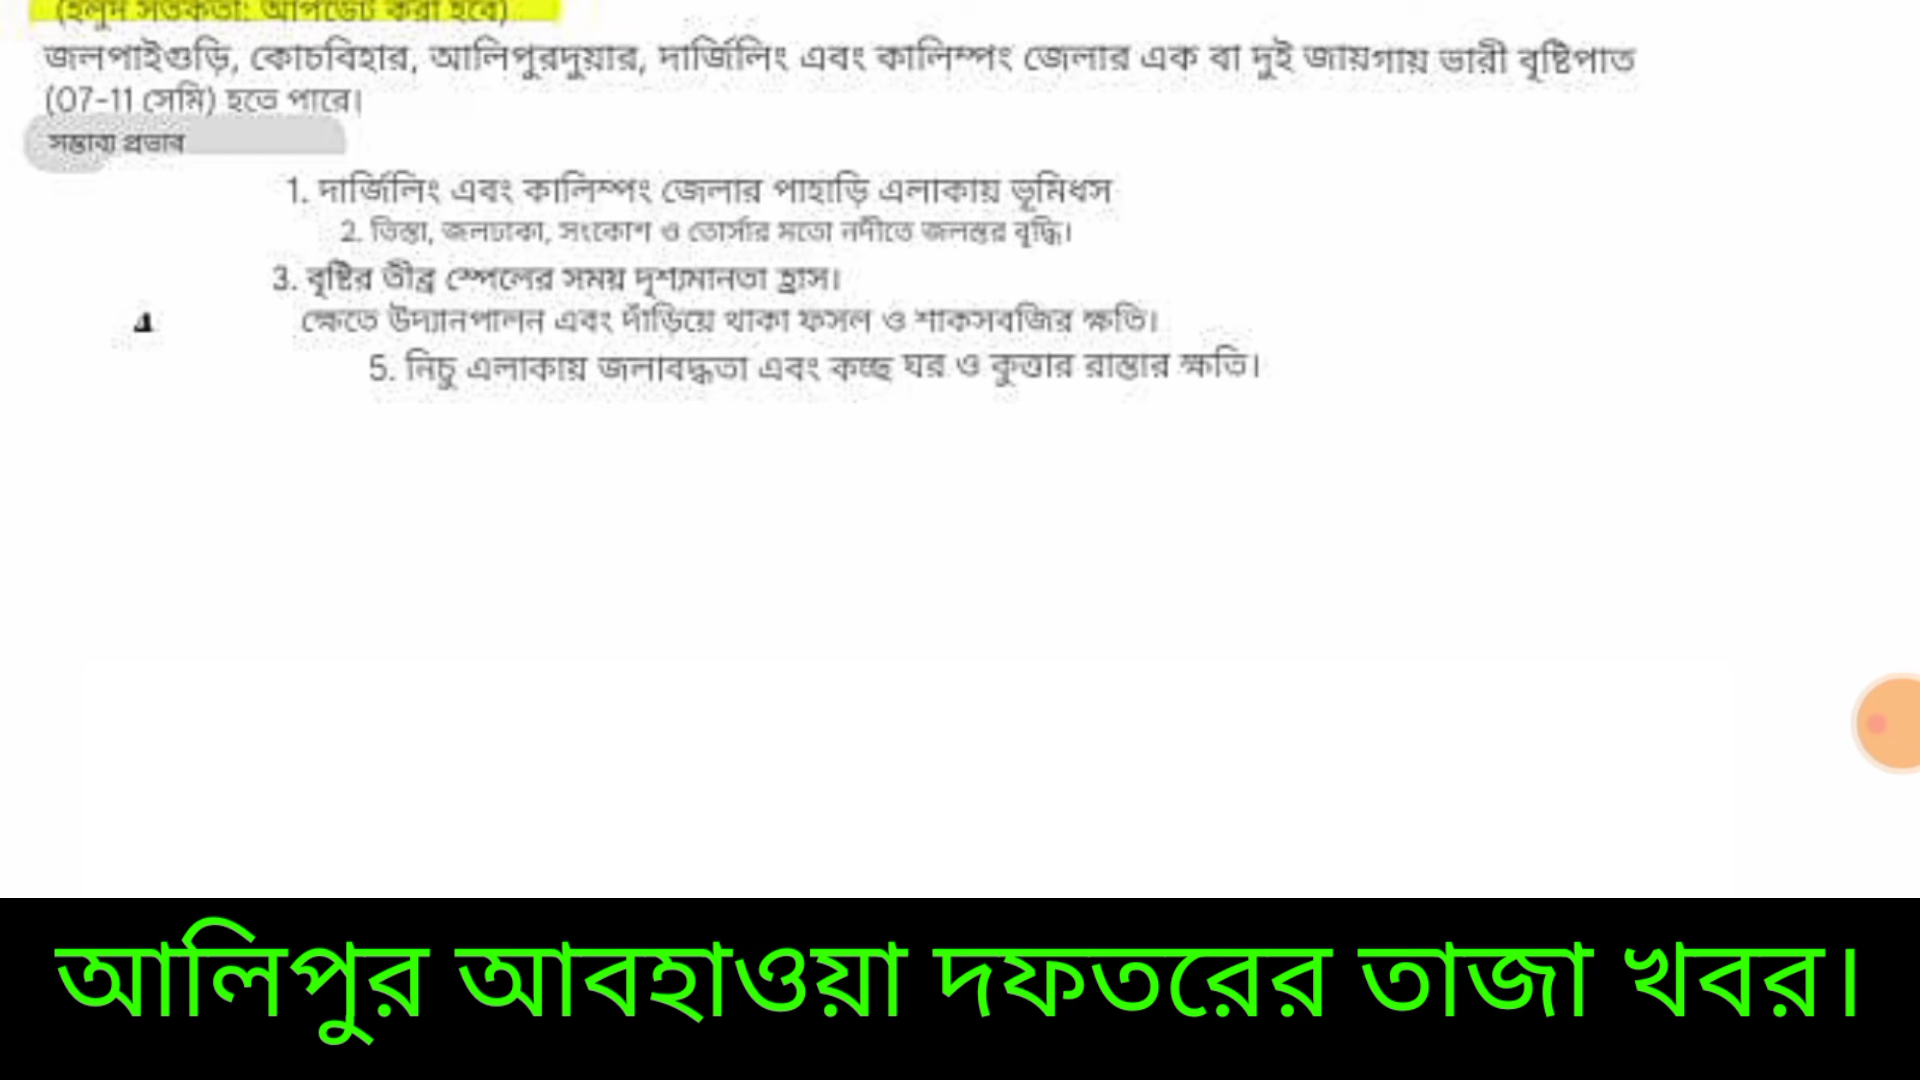 (হলুদ সতর্কতা: আপডেট করা হবে)
জলপাইগুড়ি, কোচবিহার, আলিপুরদুয়ার, দার্জিলিং এবং কালিম্পং জেলার এক বা দুই জায়গায় ভারী বৃষ্টিপাত
(07-11 সেমি) হতে পারে।
সম্ভাব্য প্রভাব
1. দার্জিলিং এবং কালিম্পং জেলার পাহাড়ি এলাকায় ভূমিধস
2. তিস্তা, জলঢাকা, সংকোশ ও তোর্সার মতো নদীতে জলস্তর বৃদ্ধি।
3. বৃষ্টির তীব্র স্পেলের সময় দৃশ্যমানতা হ্রাস।
4 ক্ষেতে উদ্যানপালন এবং দাঁড়িয়ে থাকা ফসল ও শাকসবজির ক্ষতি।
5. নিচু এলাকায় জলাবদ্ধতা এবং কচ্ছ ঘর ও কুত্তার রাস্তার ক্ষতি।
আলিপুর আবহাওয়া দফতরের তাজা খবর।